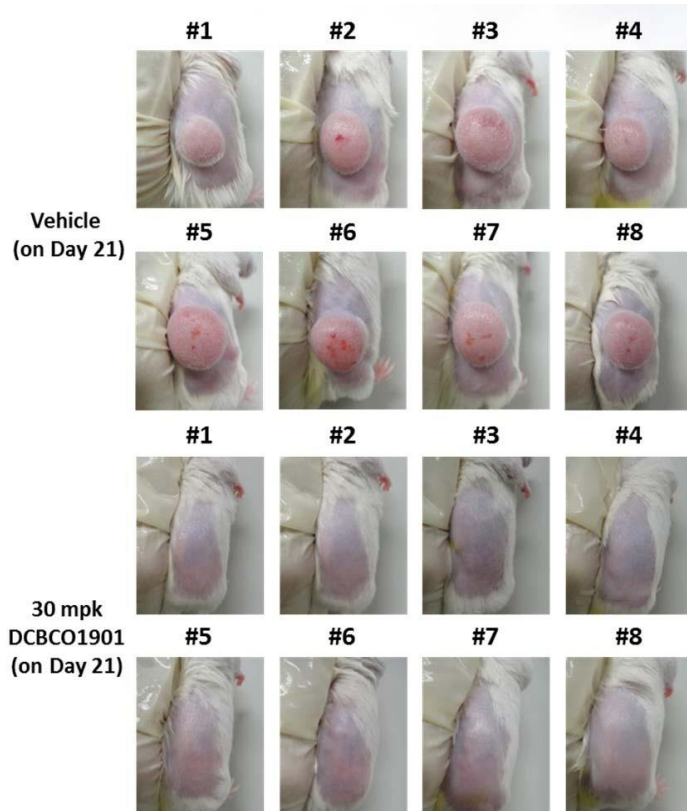 #1 #2 #3 #4
Vehicle
(on Day 21)
#5 #6 #7 #8
#1 #2 #3 #4
30 mpk
DCBCO1901
(on Day 21)
#5 #6 #7 #8